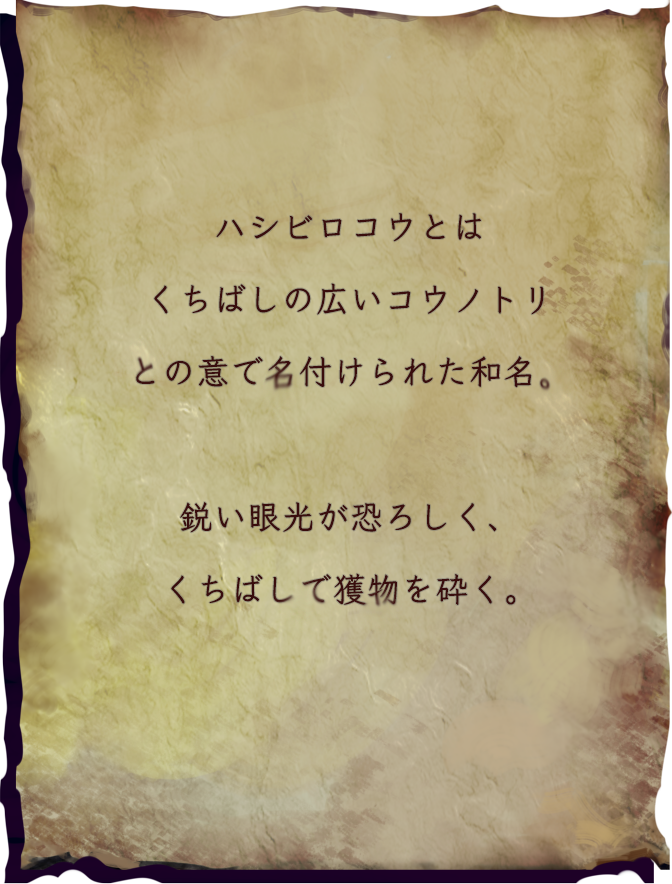 ハシビロコウとは
くちばしの広いコウノトリ
との意で名付けられた和名。
鋭い眼光が恐ろしく、
くちばしで獲物を砕く。